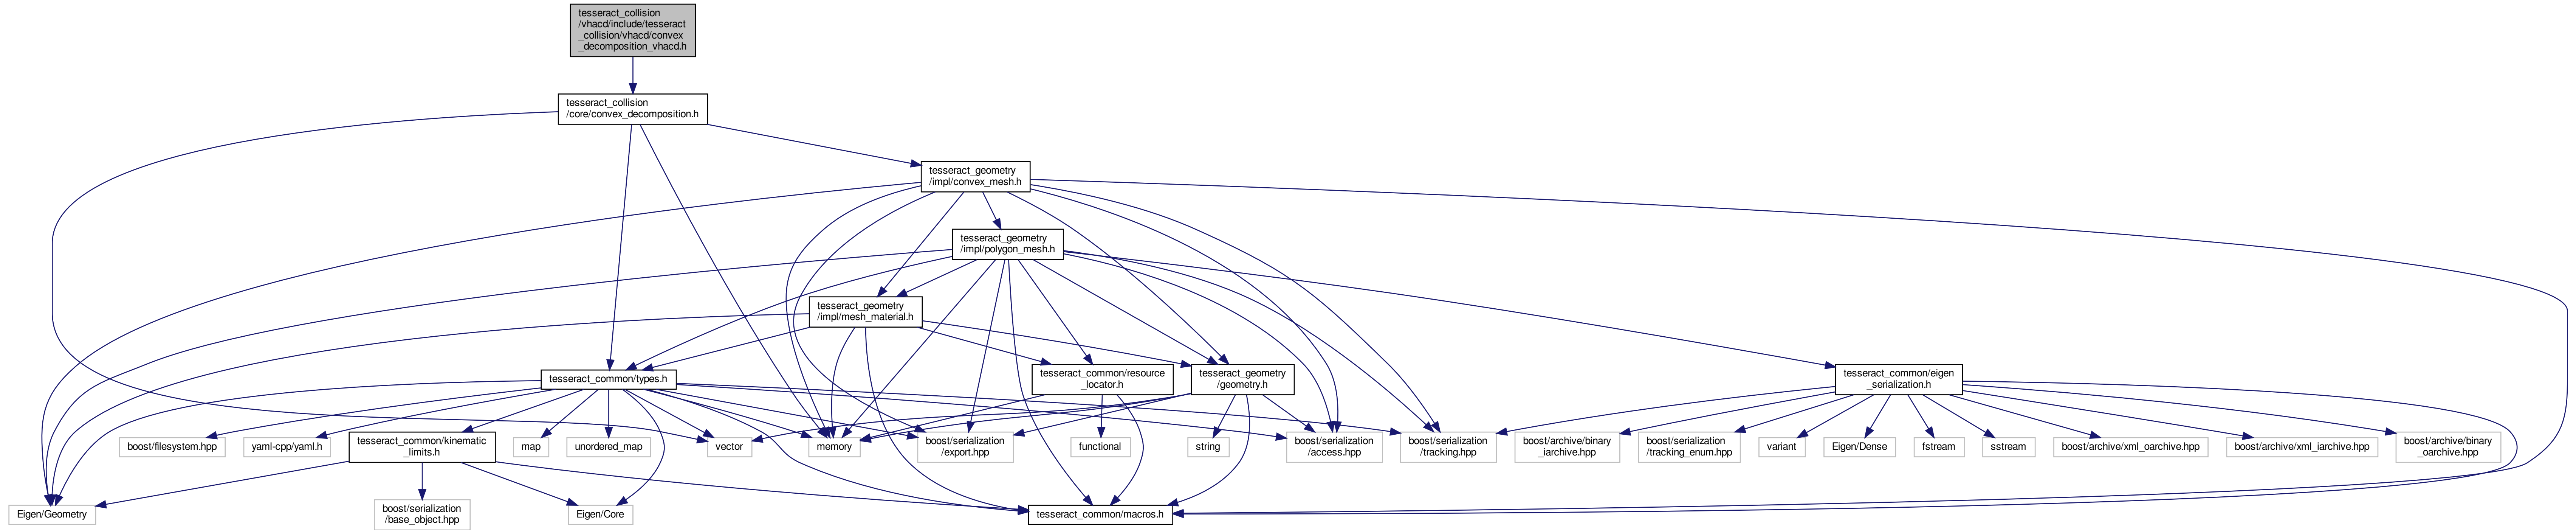 tesseract_collision
/vhacd/include/tesseract
_collision/vhacd/convex
_decomposition_vhacd.h
tesseract_collision
/core/convex_decomposition.h
tesseract_geometry
/impl/convex_mesh.h
tesseract_geometry
/impl/polygon_mesh.h
tesseract_geometry
/impl/mesh_material.h
tesseract_common/types.h
tesseract_common/resource
_locator.h
tesseract_geometry
/geometry.h
tesseract_common/eigen
_serialization.h
boost/filesystem.hpp
yaml-cpp/yaml.h
tesseract_common/kinematic
_limits.h
map
unordered_map
vector
memory
boost/serialization
/export.hpp
functional
string
boost/serialization
/access.hpp
boost/serialization
/tracking.hpp
boost/archive/binary
_iarchive.hpp
boost/serialization
/tracking_enum.hpp
variant
Eigen/Dense
fstream
sstream
boost/archive/xml_oarchive.hpp
boost/archive/xml_iarchive.hpp
boost/archive/binary
_oarchive.hpp
Eigen/Geometry
boost/serialization
/base_object.hpp
Eigen/Core
tesseract_common/macros.h